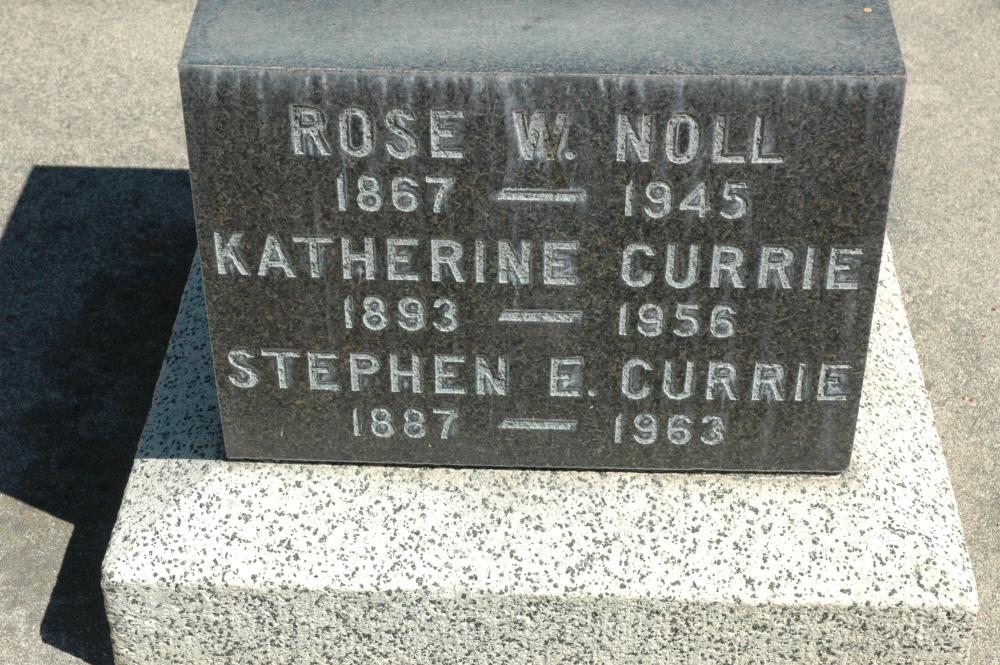 ROSE W. NOLL
1867 — 1945
KATHERINE CURRIE
1893 — 1956
STEPHEN E. CURRIE
1887 — 1963